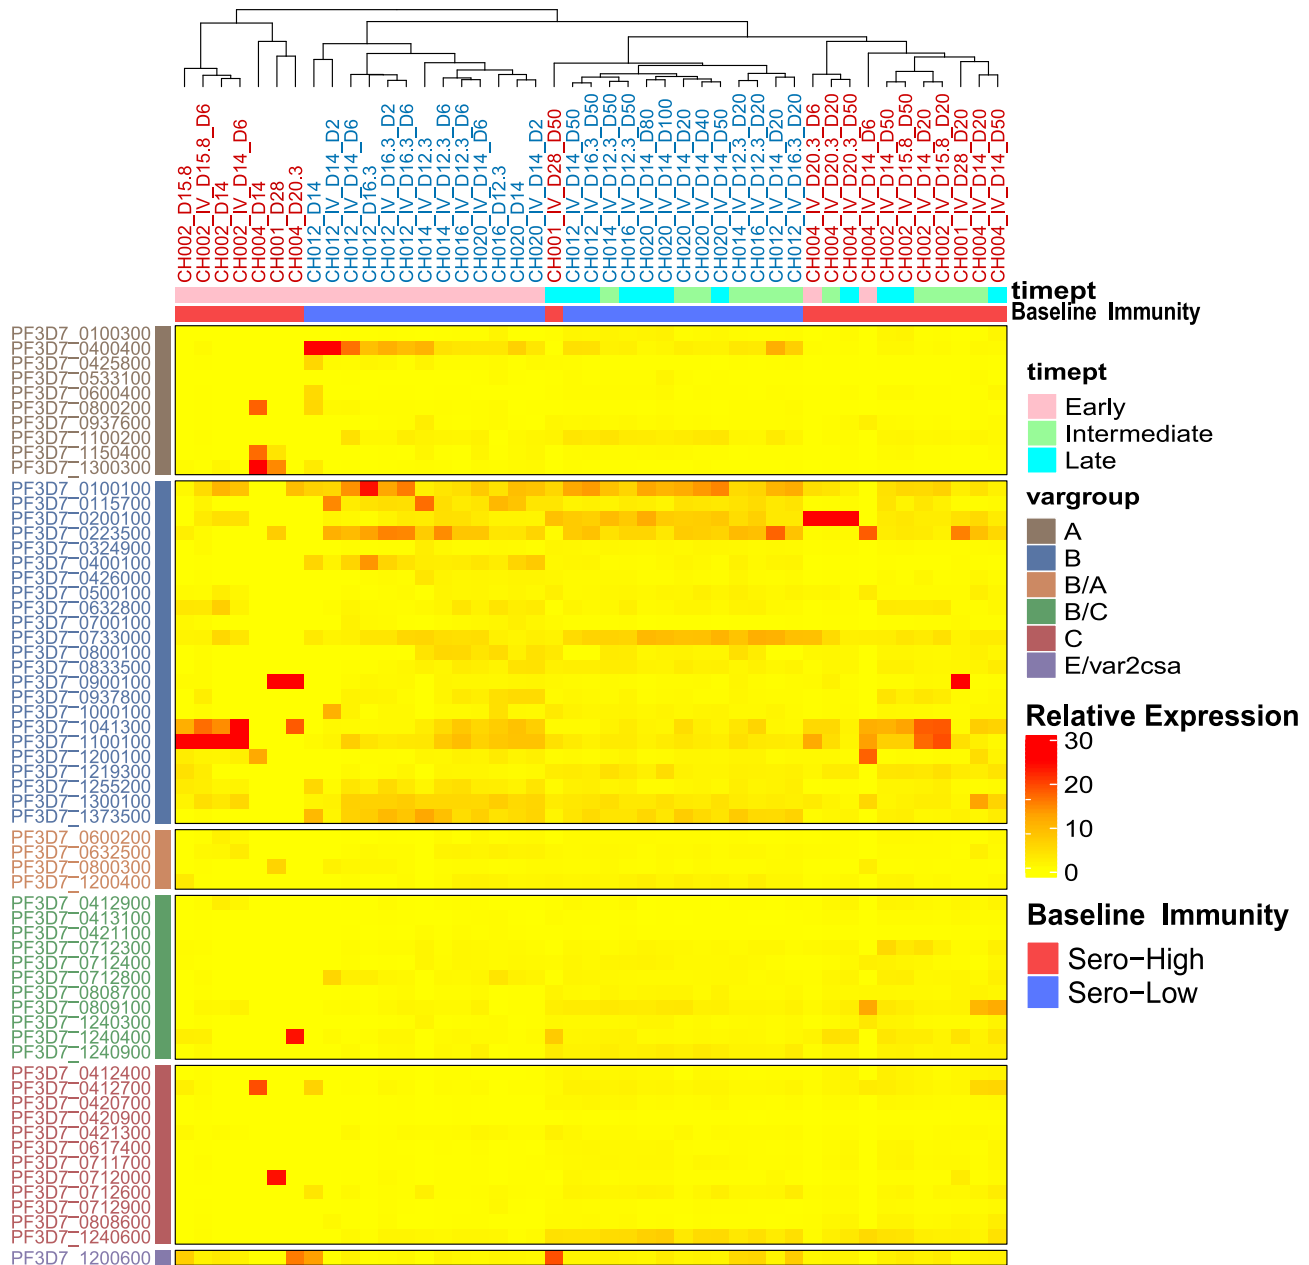 CH002_D15.8
CH002_IV_D15.8_D6
CH002_D14
CH002_IV_D14_D6
CH004_D14
CH001_D28
CH004_D20.3
CH012_D14
CH012_IV_D14_D2
CH012_IV_D14_D6
CH012_D16.3
CH012_IV_D16.3_D2
CH012_IV_D16.3_D6
CH014_IV_D12.3
CH014_IV_D12.3_D6
CH016_IV_D12.3_D6
CH020_IV_D14_D6
CH016_D12.3
CH020_D14
CH020_IV_D14_D2
CH001_IV_D28_D50
CH012_IV_D14_D50
CH012_IV_D16.3_D50
CH014_IV_D12.3_D50
CH016_IV_D12.3_D50
CH020_IV_D14_D80
CH020_IV_D14_D100
CH020_IV_D14_D20
CH020_IV_D14_D40
CH020_IV_D14_D50
CH014_IV_D12.3_D20
CH016_IV_D12.3_D20
CH012_IV_D14_D20
CH012_IV_D16.3_D20
CH004_IV_D20.3_D6
CH004_IV_D20.3_D20
CH004_IV_D20.3_D50
CH004_IV_D14_D6
CH002_IV_D14_D50
CH002_IV_D15.8_D50
CH002_IV_D14_D20
CH002_IV_D15.8_D20
CH001_IV_D28_D20
CH004_IV_D14_D20
CH004_IV_D14_D50
timept
Baseline Immunity
PF3D7_0100300
PF3D7_0400400
PF3D7_0425800
PF3D7_0533100
PF3D7_0600400
PF3D7_0800200
PF3D7_0937600
PF3D7_1100200
PF3D7_1150400
PF3D7_1300300
PF3D7_0100100
PF3D7_0115700
PF3D7_0200100
PF3D7_0223500
PF3D7_0324900
PF3D7_0400100
PF3D7_0426000
PF3D7_0500100
PF3D7_0632800
PF3D7_0700100
PF3D7_0733000
PF3D7_0800100
PF3D7_0833500
PF3D7_0900100
PF3D7_0937800
PF3D7_1000100
PF3D7_1041300
PF3D7_1100100
PF3D7_1200100
PF3D7_1219300
PF3D7_1255200
PF3D7_1300100
PF3D7_1373500
PF3D7_0600200
PF3D7_0632500
PF3D7_0800300
PF3D7_1200400
PF3D7_0412900
PF3D7_0413100
PF3D7_0421100
PF3D7_0712300
PF3D7_0712400
PF3D7_0712800
PF3D7_0808700
PF3D7_0809100
PF3D7_1240300
PF3D7_1240400
PF3D7_1240900
PF3D7_0412400
PF3D7_0412700
PF3D7_0420700
PF3D7_0420900
PF3D7_0421300
PF3D7_0617400
PF3D7_0711700
PF3D7_0712000
PF3D7_0712600
PF3D7_0712900
PF3D7_0808600
PF3D7_1240600
PF3D7 1200600
timept
Early
Intermediate
Late
vargroup
A
B
B/A
B/C
C
E/var2csa
Relative Expression
30
20
10
0
Baseline Immunity
Sero-High
Sero-Low